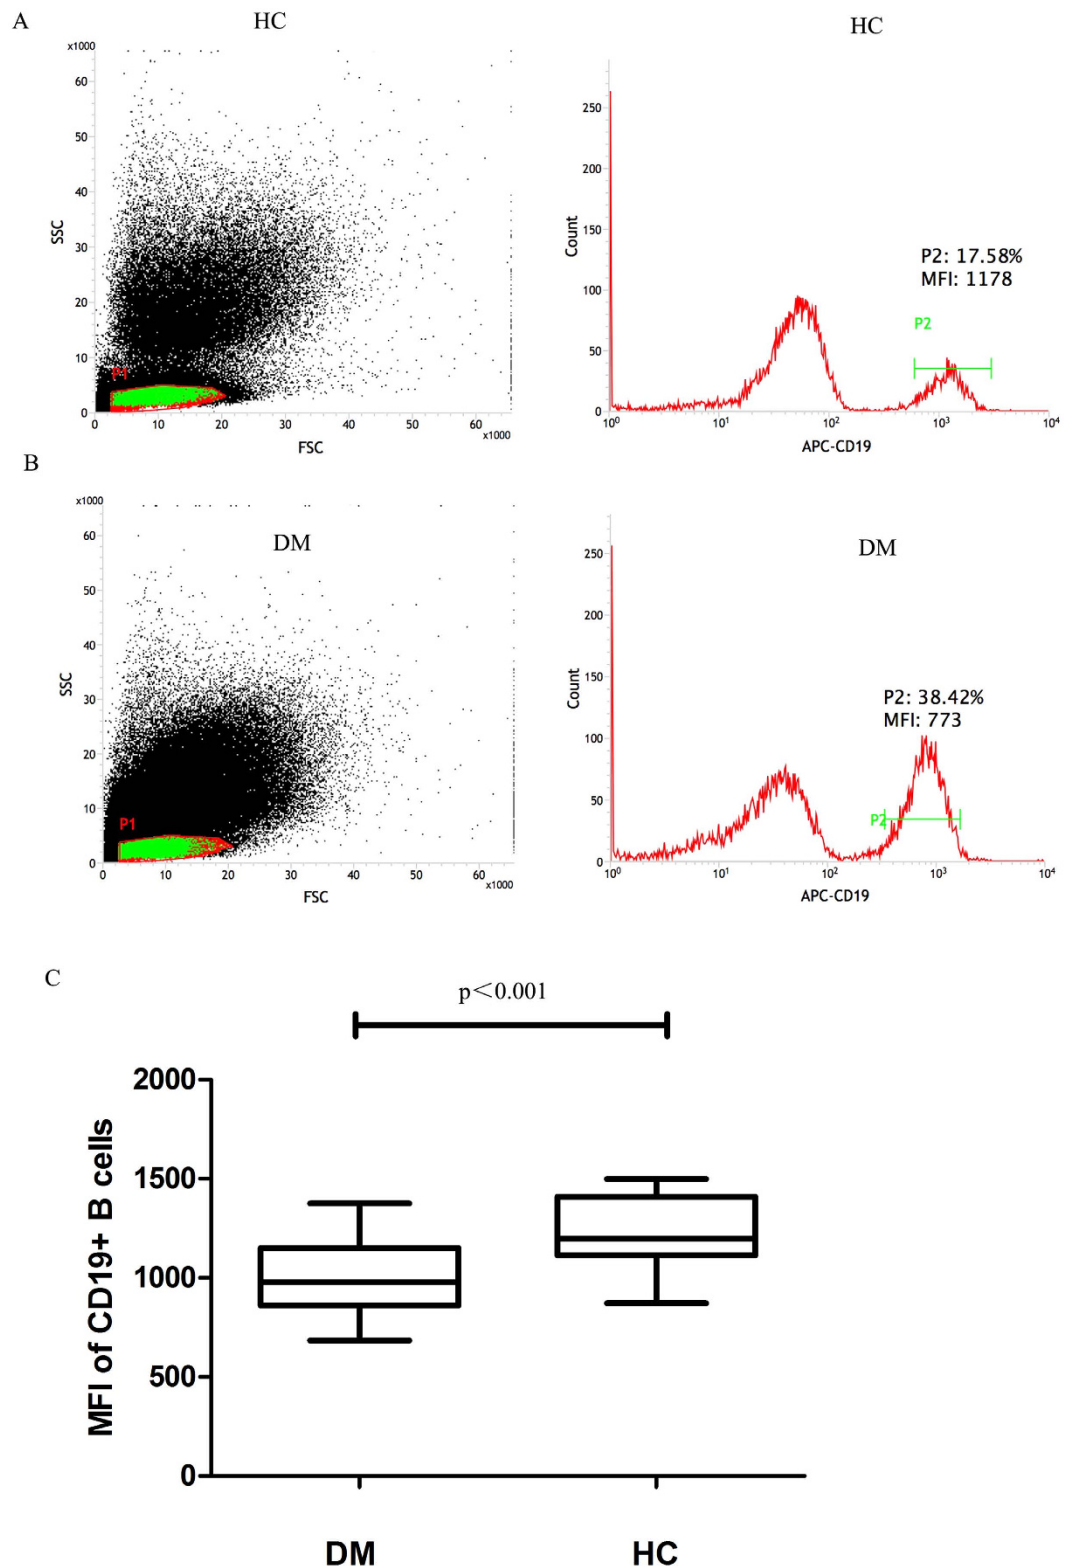 A
HC
x1000
60
50
40
30
20
10
0
SSC
P1
0 10 20 30 40 50 60
x1000
FSC
HC
250
200
150
100
50
0
Count
P2: 17.58%
MFI: 1178
P2
10⁰ 10¹ 10² 10³ 10⁴
APC-CD19
B
DM
x1000
60
50
40
30
20
10
0
SSC
P1
0 10 20 30 40 50 60
x1000
FSC
DM
250
200
150
100
50
0
Count
P2: 38.42%
MFI: 773
P2
10⁰ 10¹ 10² 10³ 10⁴
APC-CD19
C
p<0.001
2000
1500
1000
500
0
MFI of CD19+ B cells
DM HC